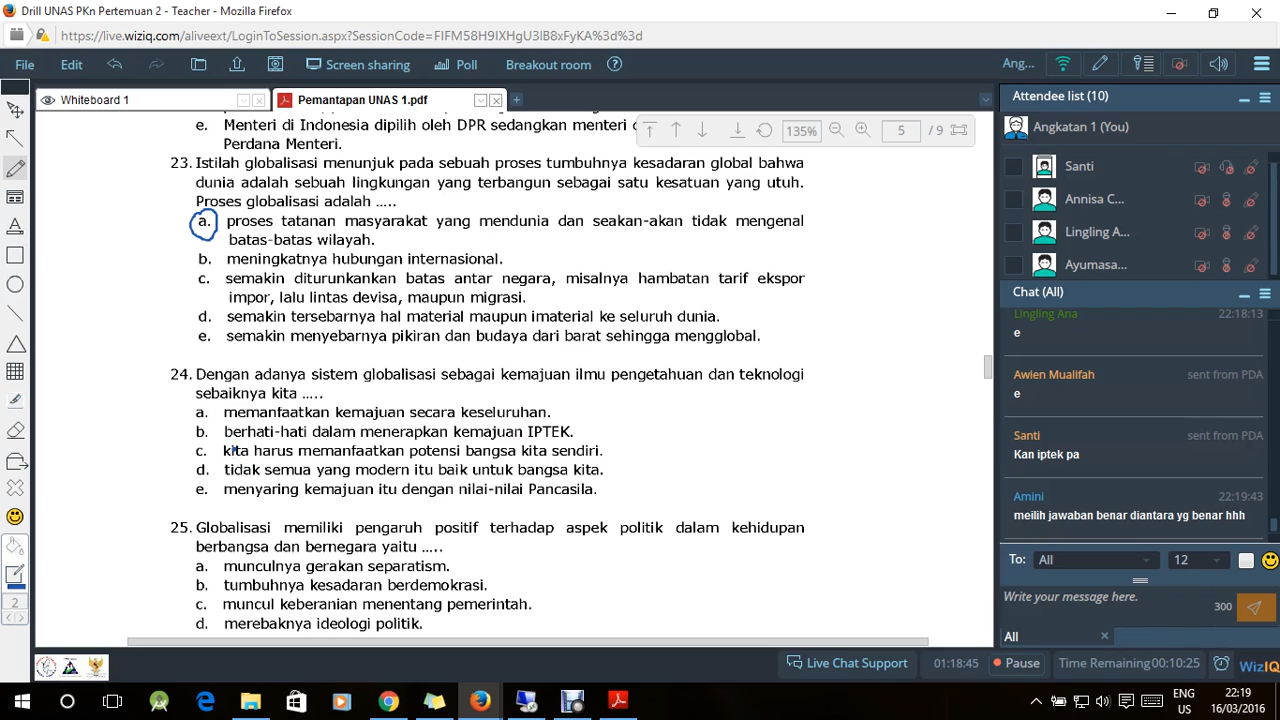 Drill UNAS PKn Pertemuan 2 - Teacher - Mozilla Firefox
https://live.wiziq.com/aliveext/LoginToSession.aspx?SessionCode=FIFM58H9IXHgU3lB8xFyKA%3d%3d
File Edit Screen sharing Poll Breakout room Ang...
Whiteboard 1
Pemantapan UNAS 1.pdf
135% 5 / 9
e. Menteri di Indonesia dipilih oleh DPR sedangkan menteri
Perdana Menteri.
23. Istilah globalisasi menunjuk pada sebuah proses tumbuhnya kesadaran global bahwa
dunia adalah sebuah lingkungan yang terbangun sebagai satu kesatuan yang utuh.
Proses globalisasi adalah .....
a. proses tatanan masyarakat yang mendunia dan seakan-akan tidak mengenal
batas-batas wilayah.
b. meningkatnya hubungan internasional.
c. semakin diturunkankan batas antar negara, misalnya hambatan tarif ekspor
impor, lalu lintas devisa, maupun migrasi.
d. semakin tersebarnya hal material maupun imaterial ke seluruh dunia.
e. semakin menyebarnya pikiran dan budaya dari barat sehingga mengglobal.
24. Dengan adanya sistem globalisasi sebagai kemajuan ilmu pengetahuan dan teknologi
sebaiknya kita .....
a. memanfaatkan kemajuan secara keseluruhan.
b. berhati-hati dalam menerapkan kemajuan IPTEK.
c. kita harus memanfaatkan potensi bangsa kita sendiri.
d. tidak semua yang modern itu baik untuk bangsa kita.
e. menyaring kemajuan itu dengan nilai-nilai Pancasila.
25. Globalisasi memiliki pengaruh positif terhadap aspek politik dalam kehidupan
berbangsa dan bernegara yaitu .....
a. munculnya gerakan separatism.
b. tumbuhnya kesadaran berdemokrasi.
c. muncul keberanian menentang pemerintah.
d. merebaknya ideologi politik.
2
Attendee list (10)
Angkatan 1 (You)
Santi
Annisa C...
Lingling A...
Ayumasa...
Chat (All)
Lingling Ana 22:18:13
e
Awien Mualifah sent from PDA
e
Santi sent from PDA
Kan iptek pa
Amini 22:19:43
meilih jawaban benar diantara yg benar hhh
To: All 12
Write your message here.
300
All
Live Chat Support 01:18:45 Pause Time Remaining 00:10:25 WizIQ
ENG 22:19
US 16/03/2016